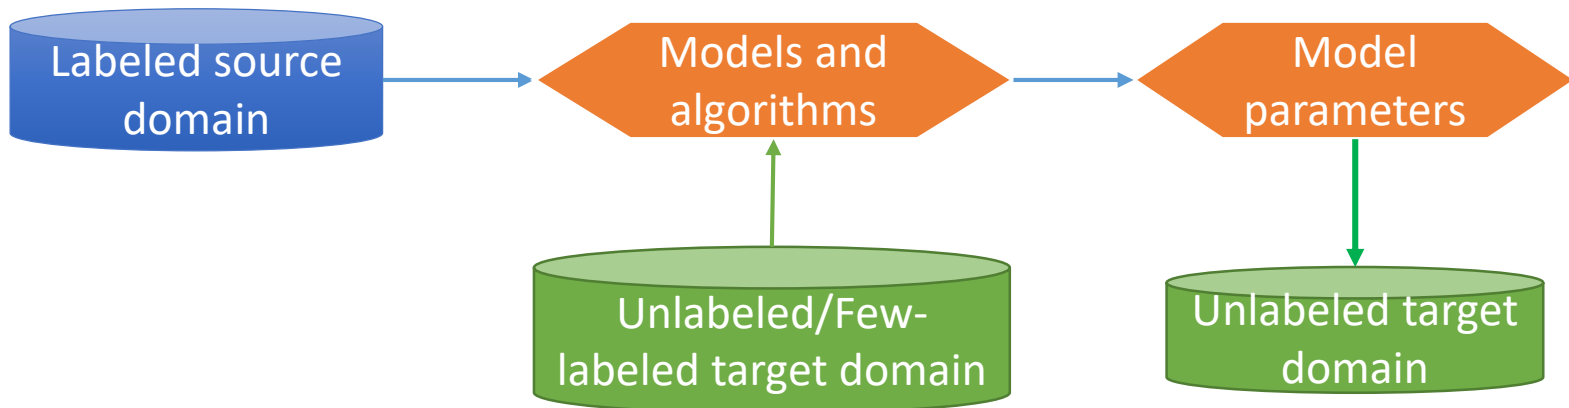 Labeled source
domain
Models and
algorithms
Model
parameters
Unlabeled/Few-
labeled target domain
Unlabeled target
domain